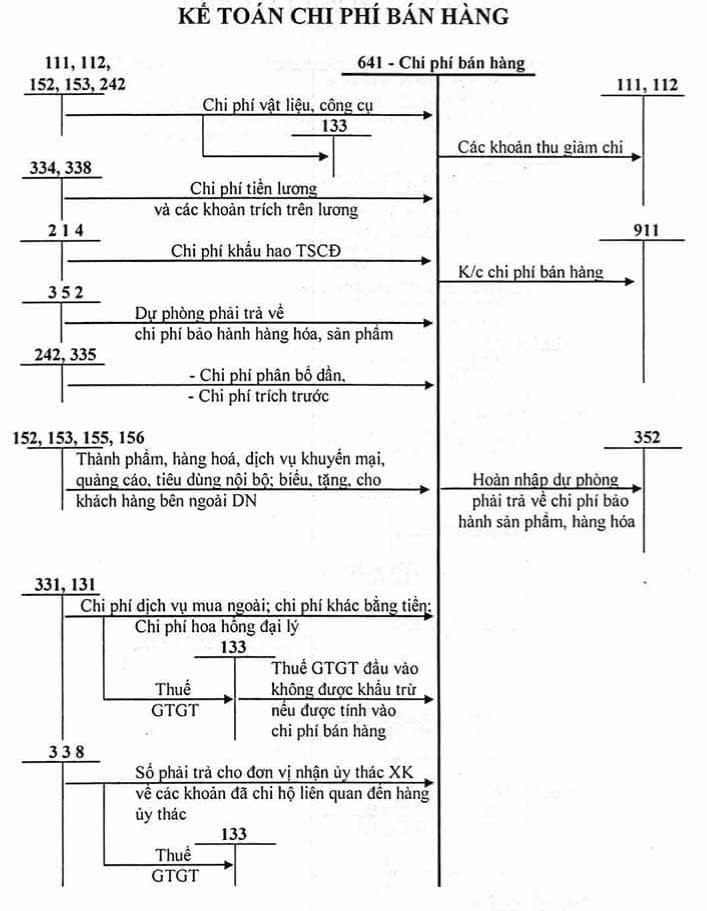 KẾ TOÁN CHI PHÍ BÁN HÀNG
111, 112,
152, 153, 242
641 - Chi phí bán hàng
111, 112
Chi phí vật liệu, công cụ
133
Các khoản thu giảm chi
334, 338
Chi phí tiền lương
và các khoản trích trên lương
2 1 4
911
Chi phí khấu hao TSCĐ
K/c chi phí bán hàng
3 5 2
Dự phòng phải trả về
chi phí bảo hành hàng hóa, sản phẩm
242, 335
- Chi phí phân bổ dần,
- Chi phí trích trước
152, 153, 155, 156
352
Thành phẩm, hàng hoá, dịch vụ khuyến mại,
quảng cáo, tiêu dùng nội bộ; biếu, tặng, cho
khách hàng bên ngoài DN
Hoàn nhập dự phòng
phải trả về chi phí bảo
hành sản phẩm, hàng hóa
331, 131
Chi phí dịch vụ mua ngoài; chi phí khác bằng tiền;
Chi phí hoa hồng đại lý
133
Thuế
GTGT
Thuế GTGT đầu vào
không được khấu trừ
nếu được tính vào
chi phí bán hàng
3 3 8
Số phải trả cho đơn vị nhận ủy thác XK
về các khoản đã chi hộ liên quan đến hàng
ủy thác
133
Thuế
GTGT